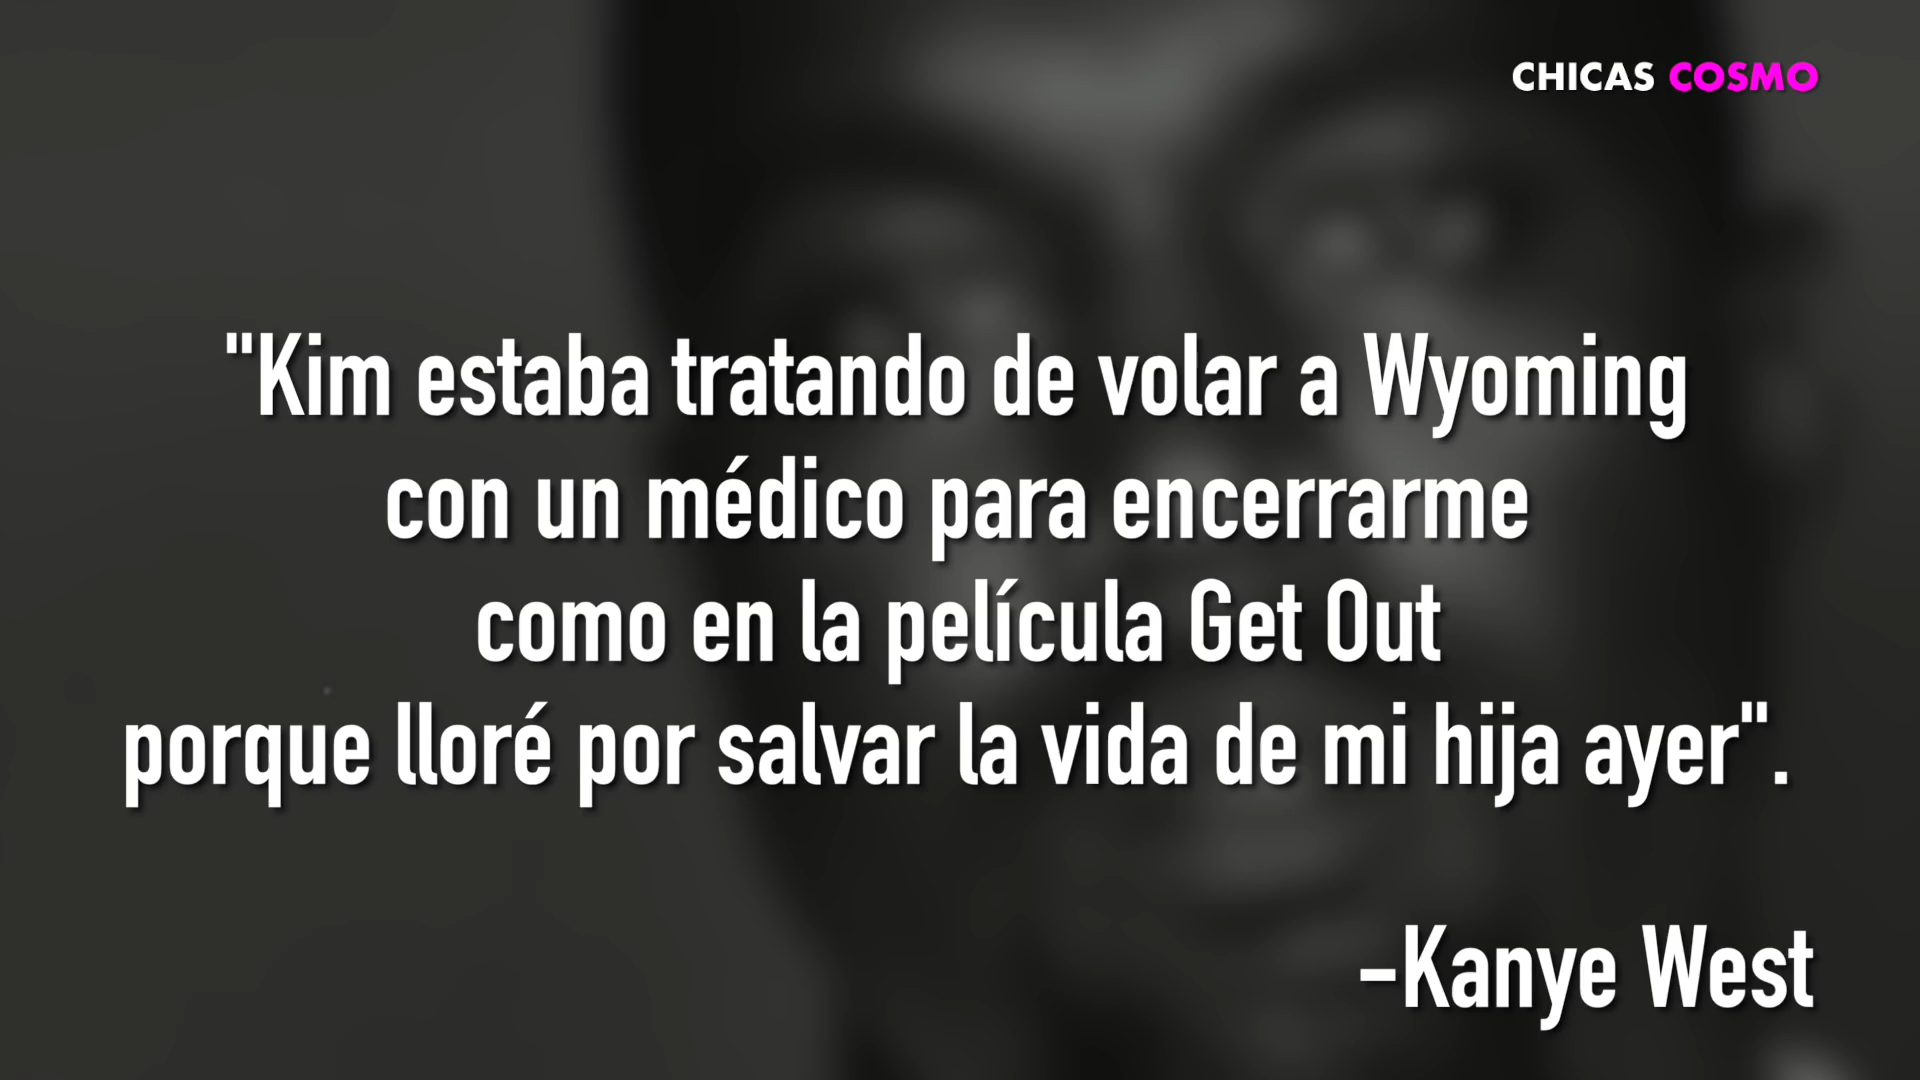 CHICAS COSMO
"Kim estaba tratando de volar a Wyoming
con un médico para encerrarme
como en la película Get Out
porque lloré por salvar la vida de mi hija ayer".
–Kanye West